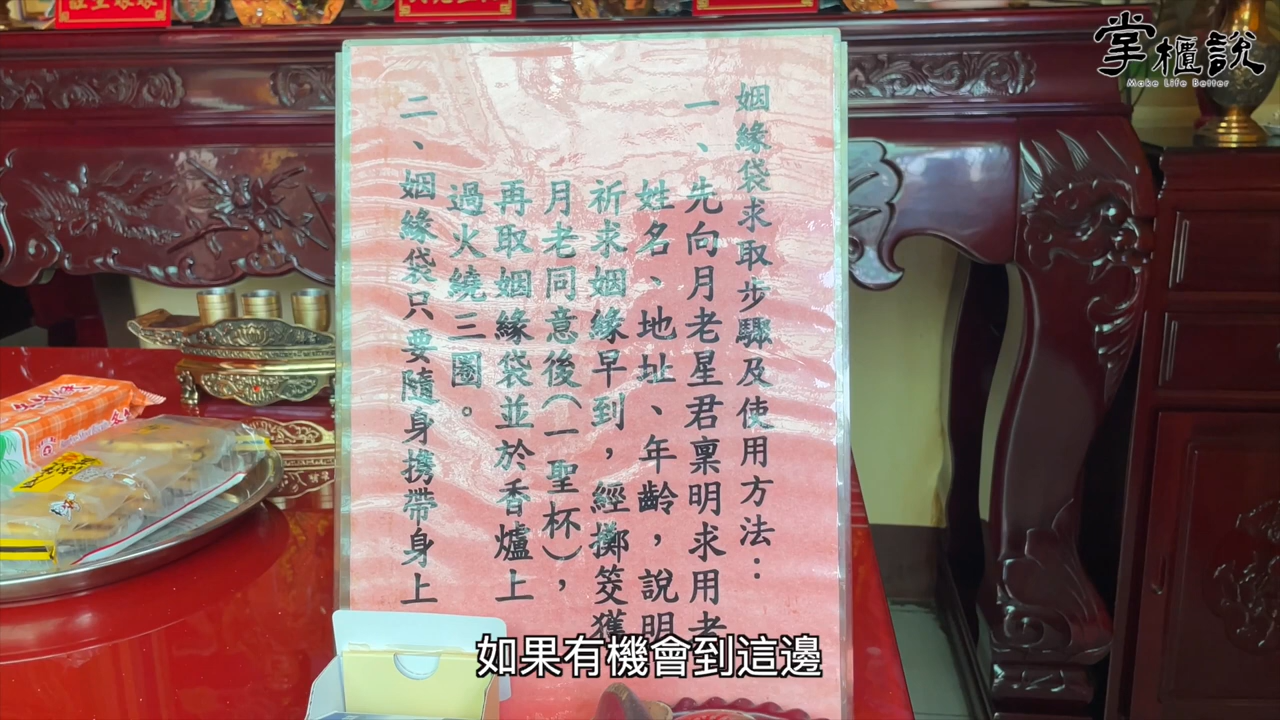 掌櫃說
Make Life Better
姻緣袋求取步驟及使用方法：
一、先向月老星君稟明求用者
姓名、地址、年齡，說明
祈求姻緣早到，經擲筊獲
月老同意後（一聖杯），
再取姻緣袋並於香爐上
過火繞三圈。
二、姻緣袋只要隨身携帶身上
如果有機會到這邊